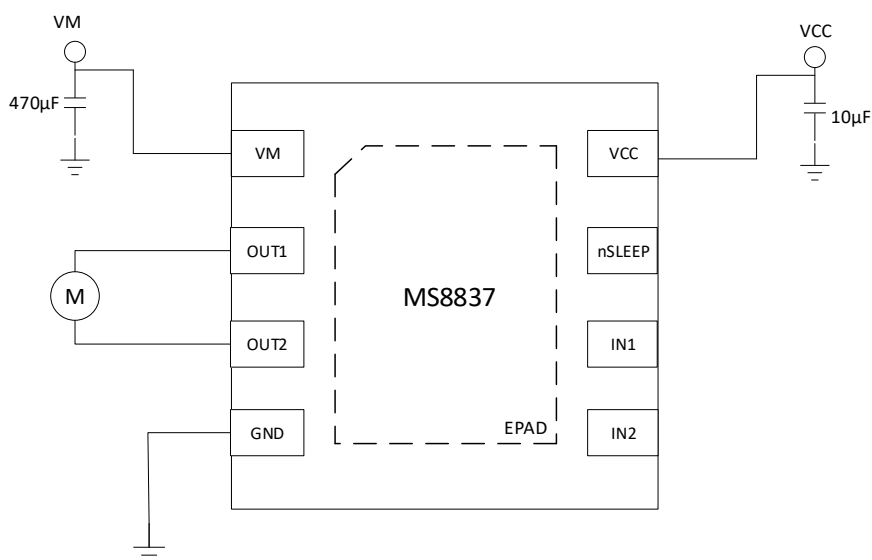 VM
VCC
470μF
10μF
VM
VCC
OUT1
nSLEEP
M
MS8837
OUT2
IN1
GND
EPAD
IN2